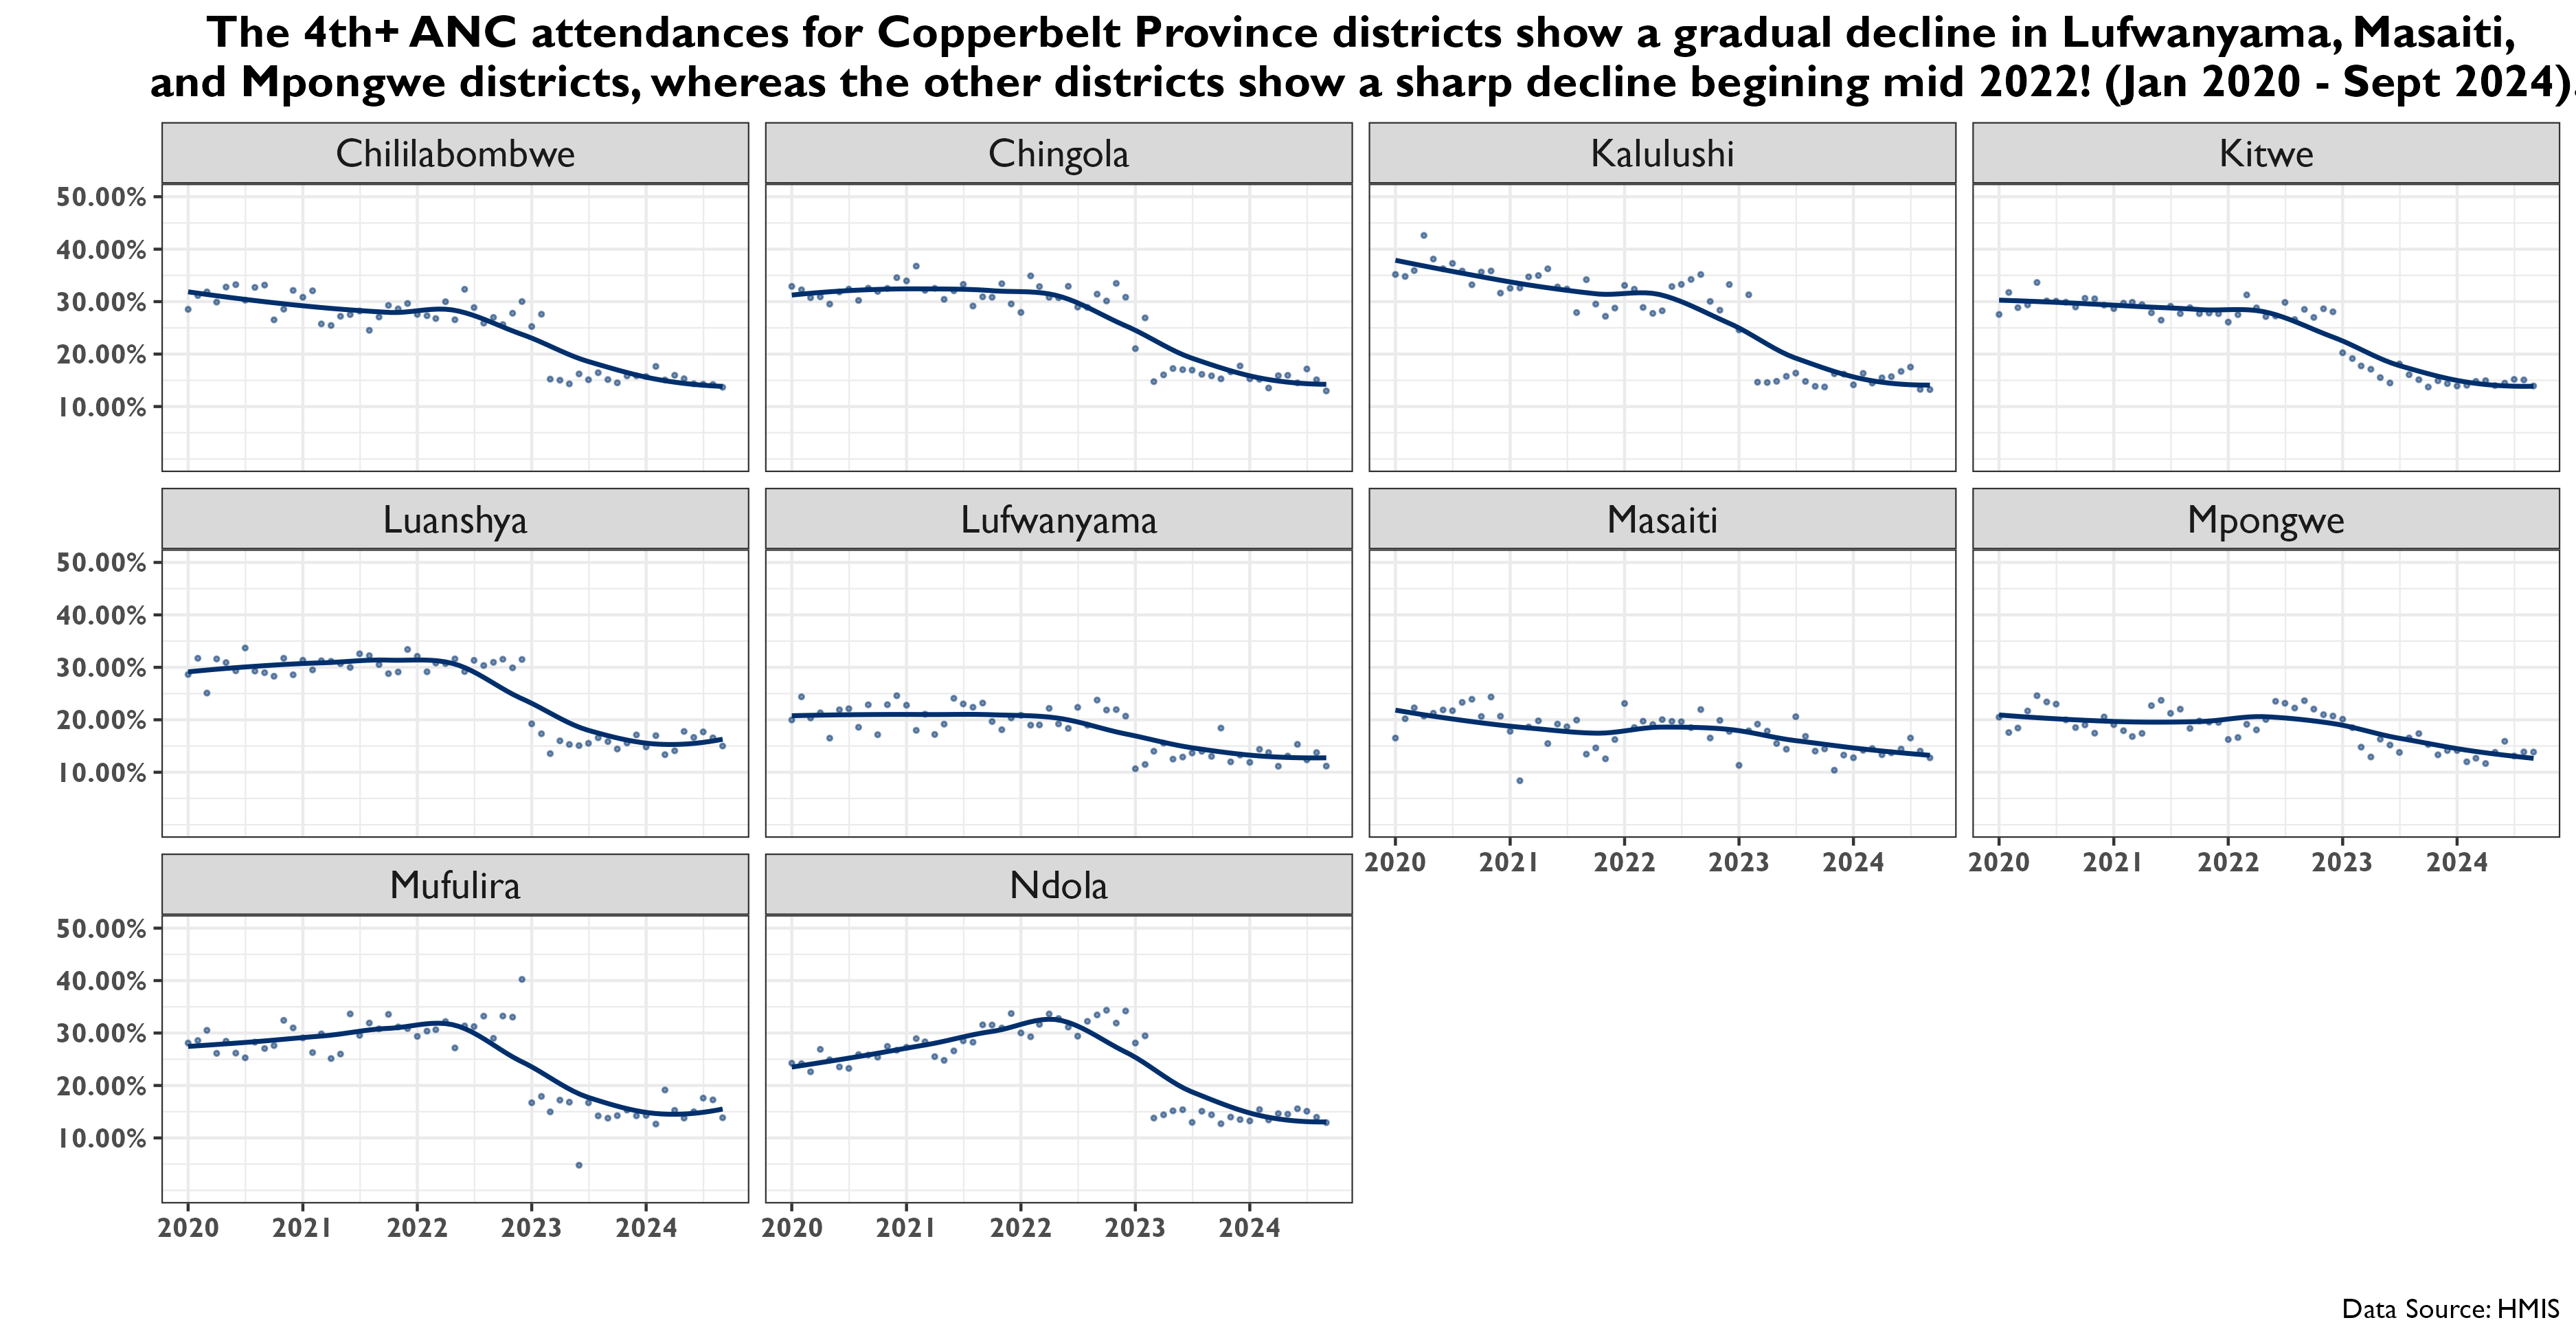 The 4th+ ANC attendances for Copperbelt Province districts show a gradual decline in Lufwanyama, Masaiti,
and Mpongwe districts, whereas the other districts show a sharp decline begining mid 2022! (Jan 2020 - Sept 2024).
Chililabombwe
Chingola
Kalulushi
Kitwe
50.00%
40.00%
30.00%
20.00%
10.00%
Luanshya
Lufwanyama
Masaiti
Mpongwe
50.00%
40.00%
30.00%
20.00%
10.00%
2020 2021 2022 2023 2024
2020 2021 2022 2023 2024
Mufulira
Ndola
50.00%
40.00%
30.00%
20.00%
10.00%
2020 2021 2022 2023 2024
2020 2021 2022 2023 2024
Data Source: HMIS